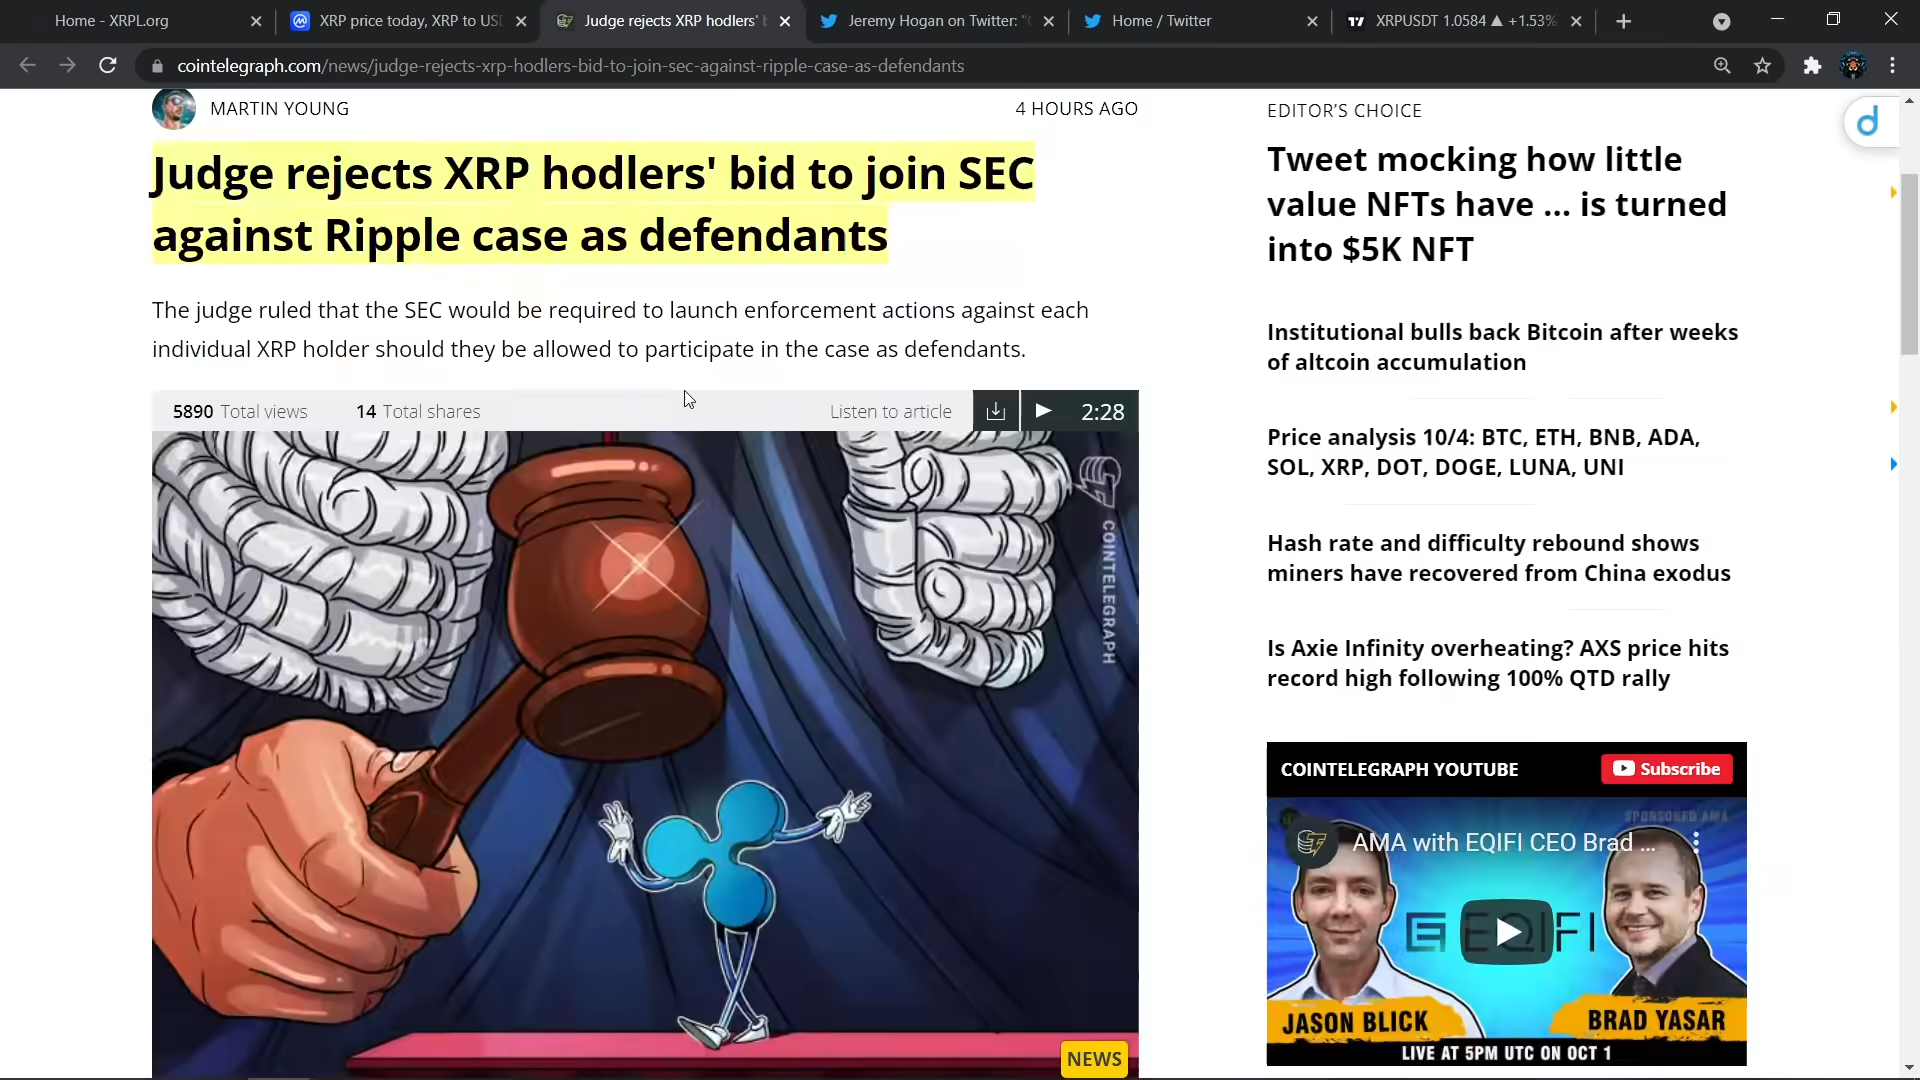 Home - XRPL.org
XRP price today, XRP to USD
Judge rejects XRP hodlers' b
Jeremy Hogan on Twitter: "
Home / Twitter
XRPUSDT 1.0584 ▲ +1.53%
cointelegraph.com/news/judge-rejects-xrp-hodlers-bid-to-join-sec-against-ripple-case-as-defendants
MARTIN YOUNG
4 HOURS AGO
Judge rejects XRP hodlers' bid to join SEC
against Ripple case as defendants
The judge ruled that the SEC would be required to launch enforcement actions against each
individual XRP holder should they be allowed to participate in the case as defendants.
5890 Total views
14 Total shares
Listen to article
2:28
COINTELEGRAPH
NEWS
EDITOR'S CHOICE
Tweet mocking how little
value NFTs have ... is turned
into $5K NFT
Institutional bulls back Bitcoin after weeks
of altcoin accumulation
Price analysis 10/4: BTC, ETH, BNB, ADA,
SOL, XRP, DOT, DOGE, LUNA, UNI
Hash rate and difficulty rebound shows
miners have recovered from China exodus
Is Axie Infinity overheating? AXS price hits
record high following 100% QTD rally
COINTELEGRAPH YOUTUBE
Subscribe
SPONSORED AMA
AMA with EQIFI CEO Brad ...
EQIFI
JASON BLICK
BRAD YASAR
LIVE AT 5PM UTC ON OCT 1